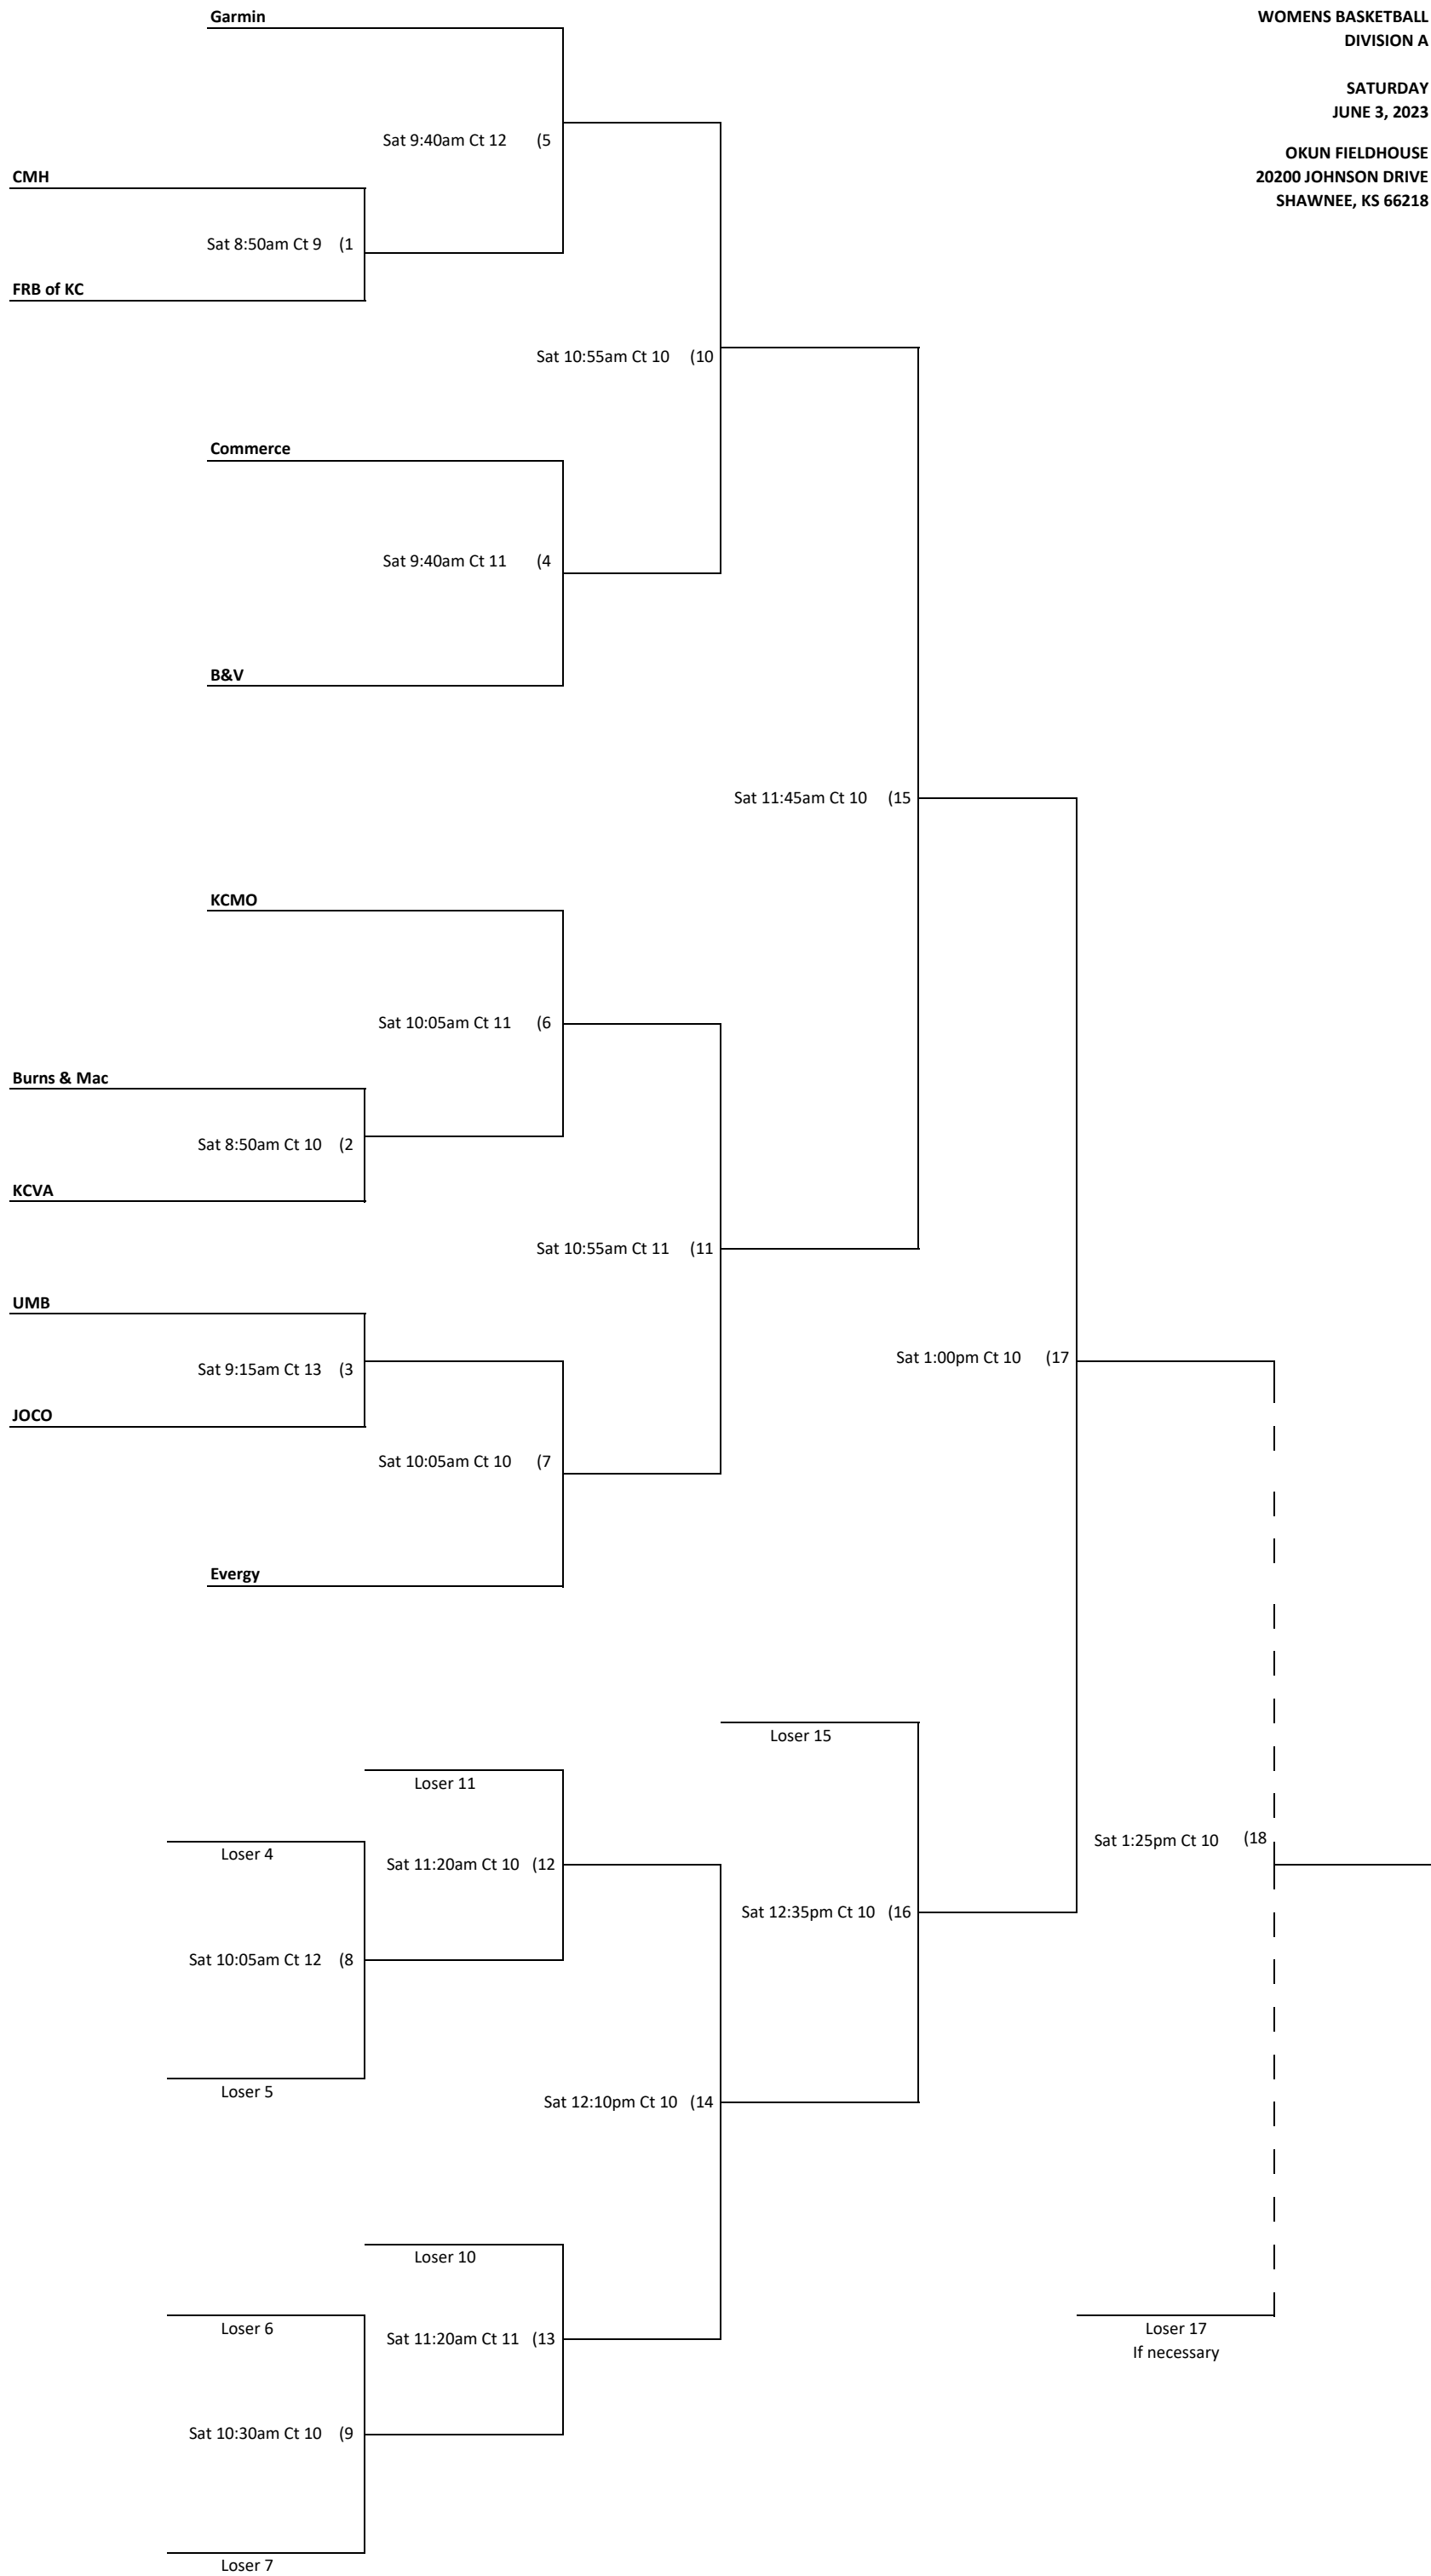 Garmin
WOMENS BASKETBALL
DIVISION A
SATURDAY
JUNE 3, 2023
Sat 9:40am Ct 12 (5
OKUN FIELDHOUSE
CMH
20200 JOHNSON DRIVE
SHAWNEE, KS 66218
Sat 8:50am Ct 9 (1
FRB of KC
Sat 10:55am Ct 10 (10
Commerce
Sat 9:40am Ct 11 (4
B&V
Sat 11:45am Ct 10 (15
KCMO
Sat 10:05am Ct 11 (6
Burns & Mac
Sat 8:50am Ct 10 (2
KCVA
Sat 10:55am Ct 11 (11
UMB
Sat 1:00pm Ct 10 (17
Sat 9:15am Ct 13 (3
JOCO
Sat 10:05am Ct 10 (7
Evergy
Loser 15
Loser 11
Sat 1:25pm Ct 10 (18
Loser 4
Sat 11:20am Ct 10 (12
Sat 12:35pm Ct 10 (16
Sat 10:05am Ct 12 (8
Loser 5
Sat 12:10pm Ct 10 (14
Loser 10
Loser 6
Loser 17
Sat 11:20am Ct 11 (13
If necessary
Sat 10:30am Ct 10 (9
Loser 7